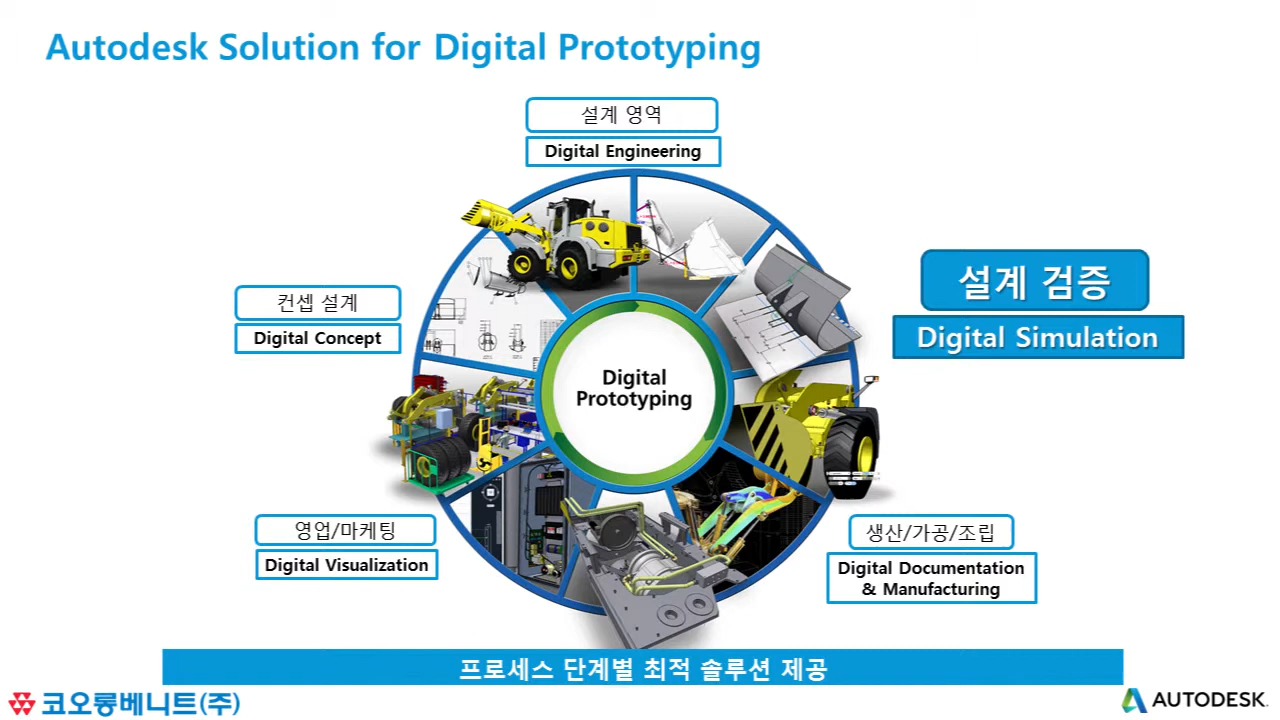 Autodesk Solution for Digital Prototyping
설계 영역
Digital Engineering
설계 검증
Digital Simulation
컨셉 설계
Digital Concept
Digital
Prototyping
영업/마케팅
Digital Visualization
생산/가공/조립
Digital Documentation
& Manufacturing
프로세스 단계별 최적 솔루션 제공
코오롱베니트(주)
AUTODESK.